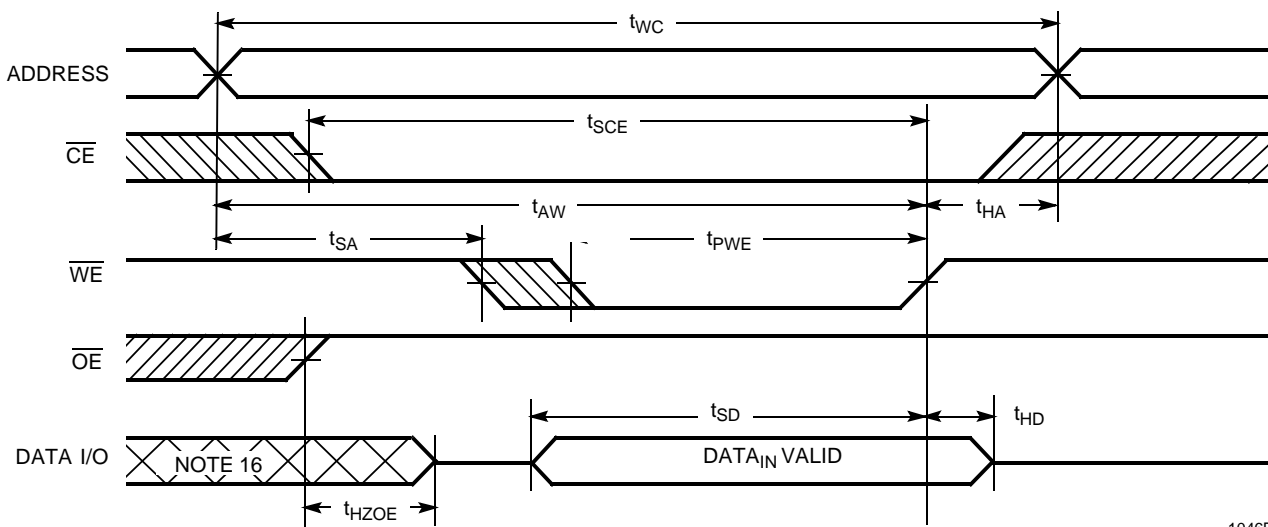 tWC
ADDRESS
tSCE
CE
tAW
tHA
tSA
tPWE
WE
OE
tSD
tHD
DATA I/O
NOTE 16
DATAIN VALID
tHZOE